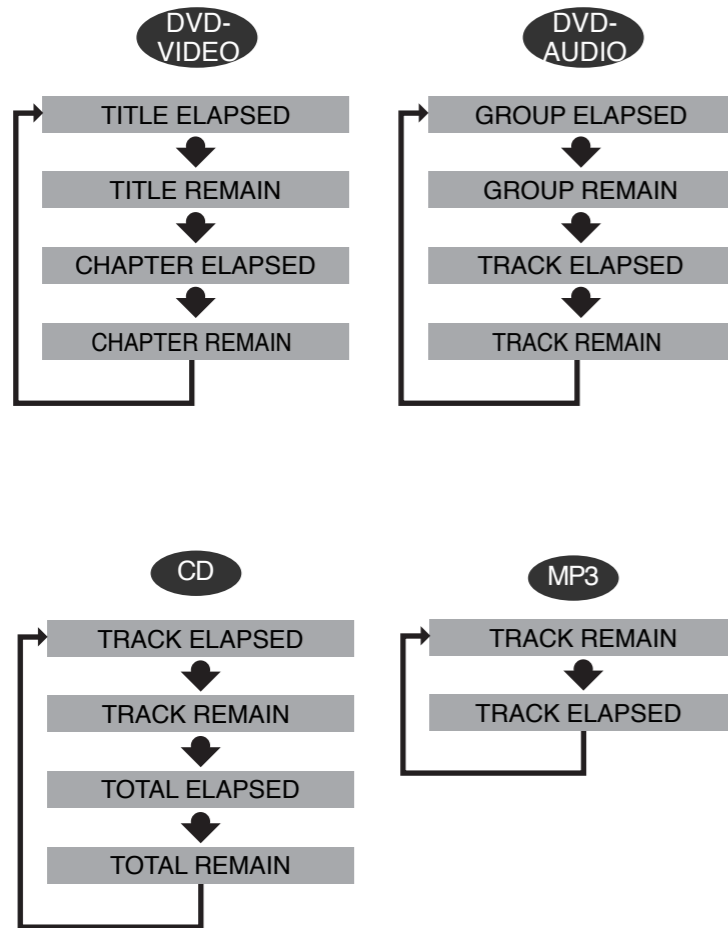 DVD-
VIDEO
TITLE ELAPSED
TITLE REMAIN
CHAPTER ELAPSED
CHAPTER REMAIN
DVD-
AUDIO
GROUP ELAPSED
GROUP REMAIN
TRACK ELAPSED
TRACK REMAIN
CD
TRACK ELAPSED
TRACK REMAIN
TOTAL ELAPSED
TOTAL REMAIN
MP3
TRACK REMAIN
TRACK ELAPSED